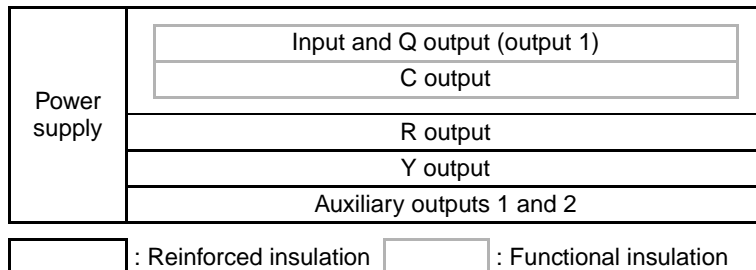 Input and Q output (output 1)
C output
Power
supply
R output
Y output
Auxiliary outputs 1 and 2
: Reinforced insulation
: Functional insulation